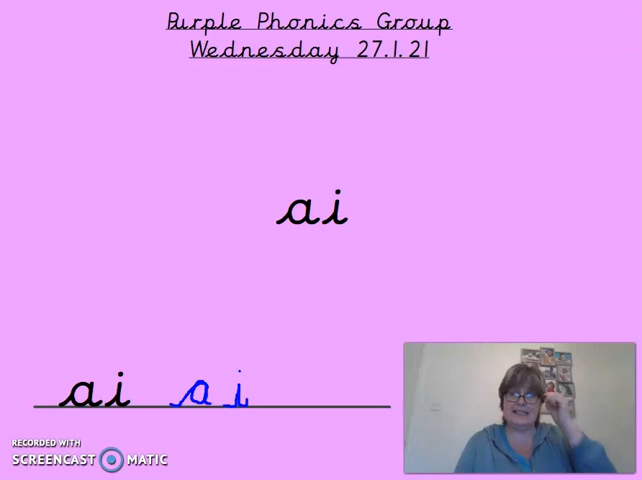 Purple Phonics Group
Wednesday 27.1.21
ai
ai ai
RECORDED WITH
SCREENCAST MATIC